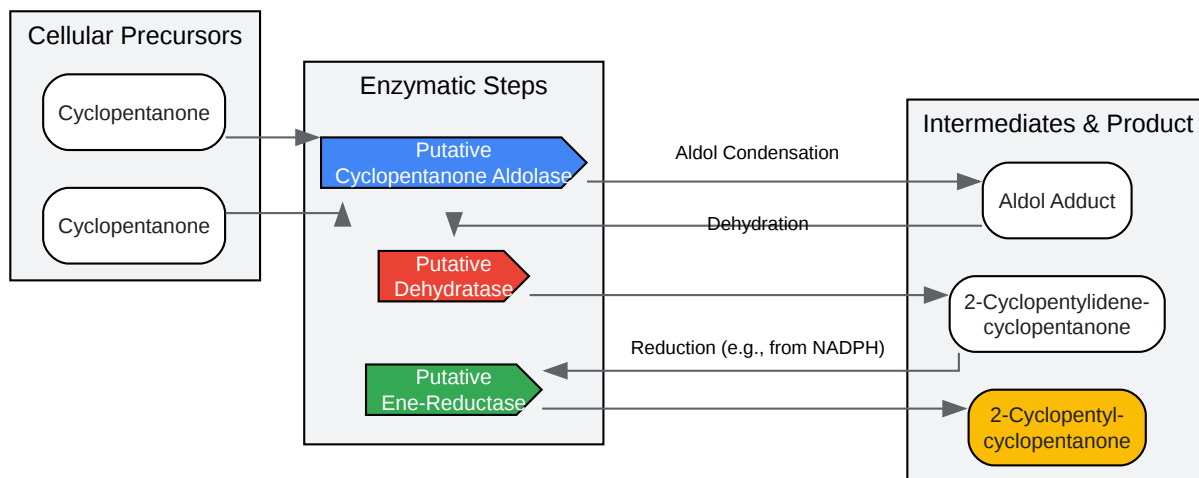 Cellular Precursors
Cyclopentanone
Cyclopentanone
Enzymatic Steps
Putative
Cyclopentanone Aldolase
Putative
Dehydratase
Putative
Ene-Reductase
Aldol Condensation
Dehydration
Reduction (e.g., from NADPH)
Intermediates & Product
Aldol Adduct
2-Cyclopentylidene-
cyclopentanone
2-Cyclopentyl-
cyclopentanone